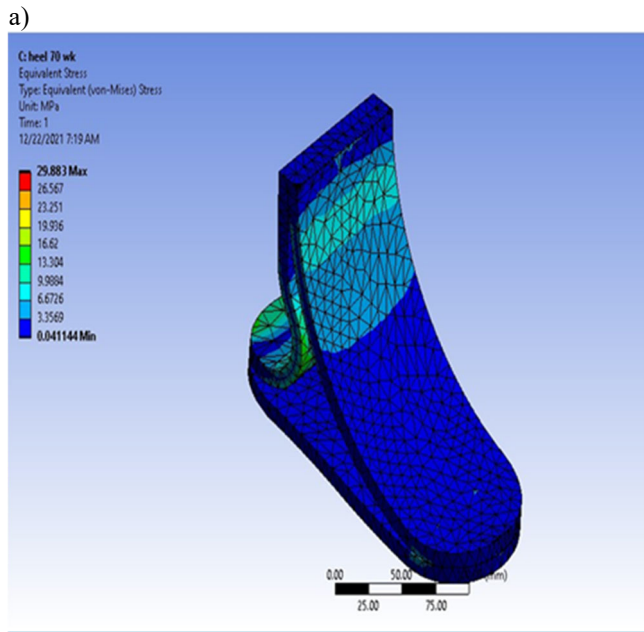 a)
C: heel 70 wk
Equivalent Stress
Type: Equivalent (von-Mises) Stress
Unit: MPa
Time: 1
12/22/2021 7:19 AM
29.883 Max
26.567
23.251
19.936
16.62
13.304
9.9884
6.6726
3.3569
0.041144 Min
0.00 50.00 (mm)
25.00 75.00